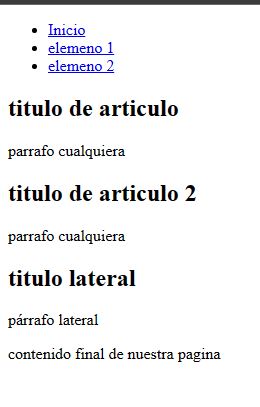 Inicio
elemeno 1
elemeno 2
titulo de articulo
parrafo cualquiera
titulo de articulo 2
parrafo cualquiera
titulo lateral
párrafo lateral
contenido final de nuestra pagina